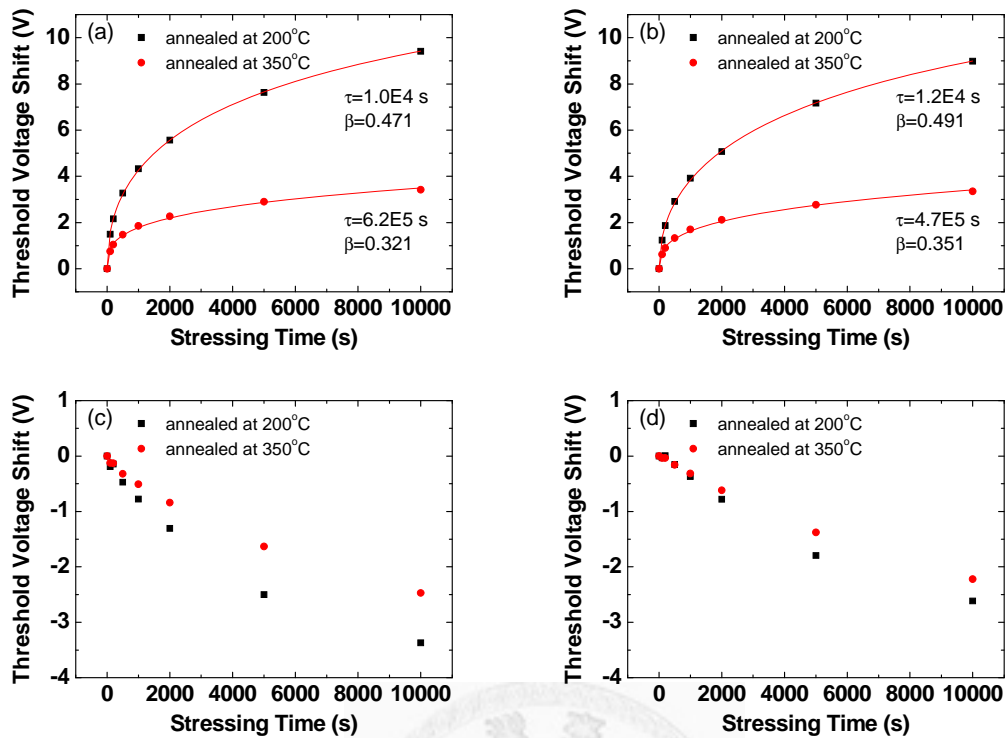 (a)
annealed at 200°C
annealed at 350°C
τ=1.0E4 s
β=0.471
τ=6.2E5 s
β=0.321
Threshold Voltage Shift (V)
10
8
6
4
2
0
0 2000 4000 6000 8000 10000
Stressing Time (s)
(b)
annealed at 200°C
annealed at 350°C
τ=1.2E4 s
β=0.491
τ=4.7E5 s
β=0.351
Threshold Voltage Shift (V)
10
8
6
4
2
0
0 2000 4000 6000 8000 10000
Stressing Time (s)
(c)
annealed at 200°C
annealed at 350°C
Threshold Voltage Shift (V)
1
0
-1
-2
-3
-4
0 2000 4000 6000 8000 10000
Stressing Time (s)
(d)
annealed at 200°C
annealed at 350°C
Threshold Voltage Shift (V)
1
0
-1
-2
-3
-4
0 2000 4000 6000 8000 10000
Stressing Time (s)